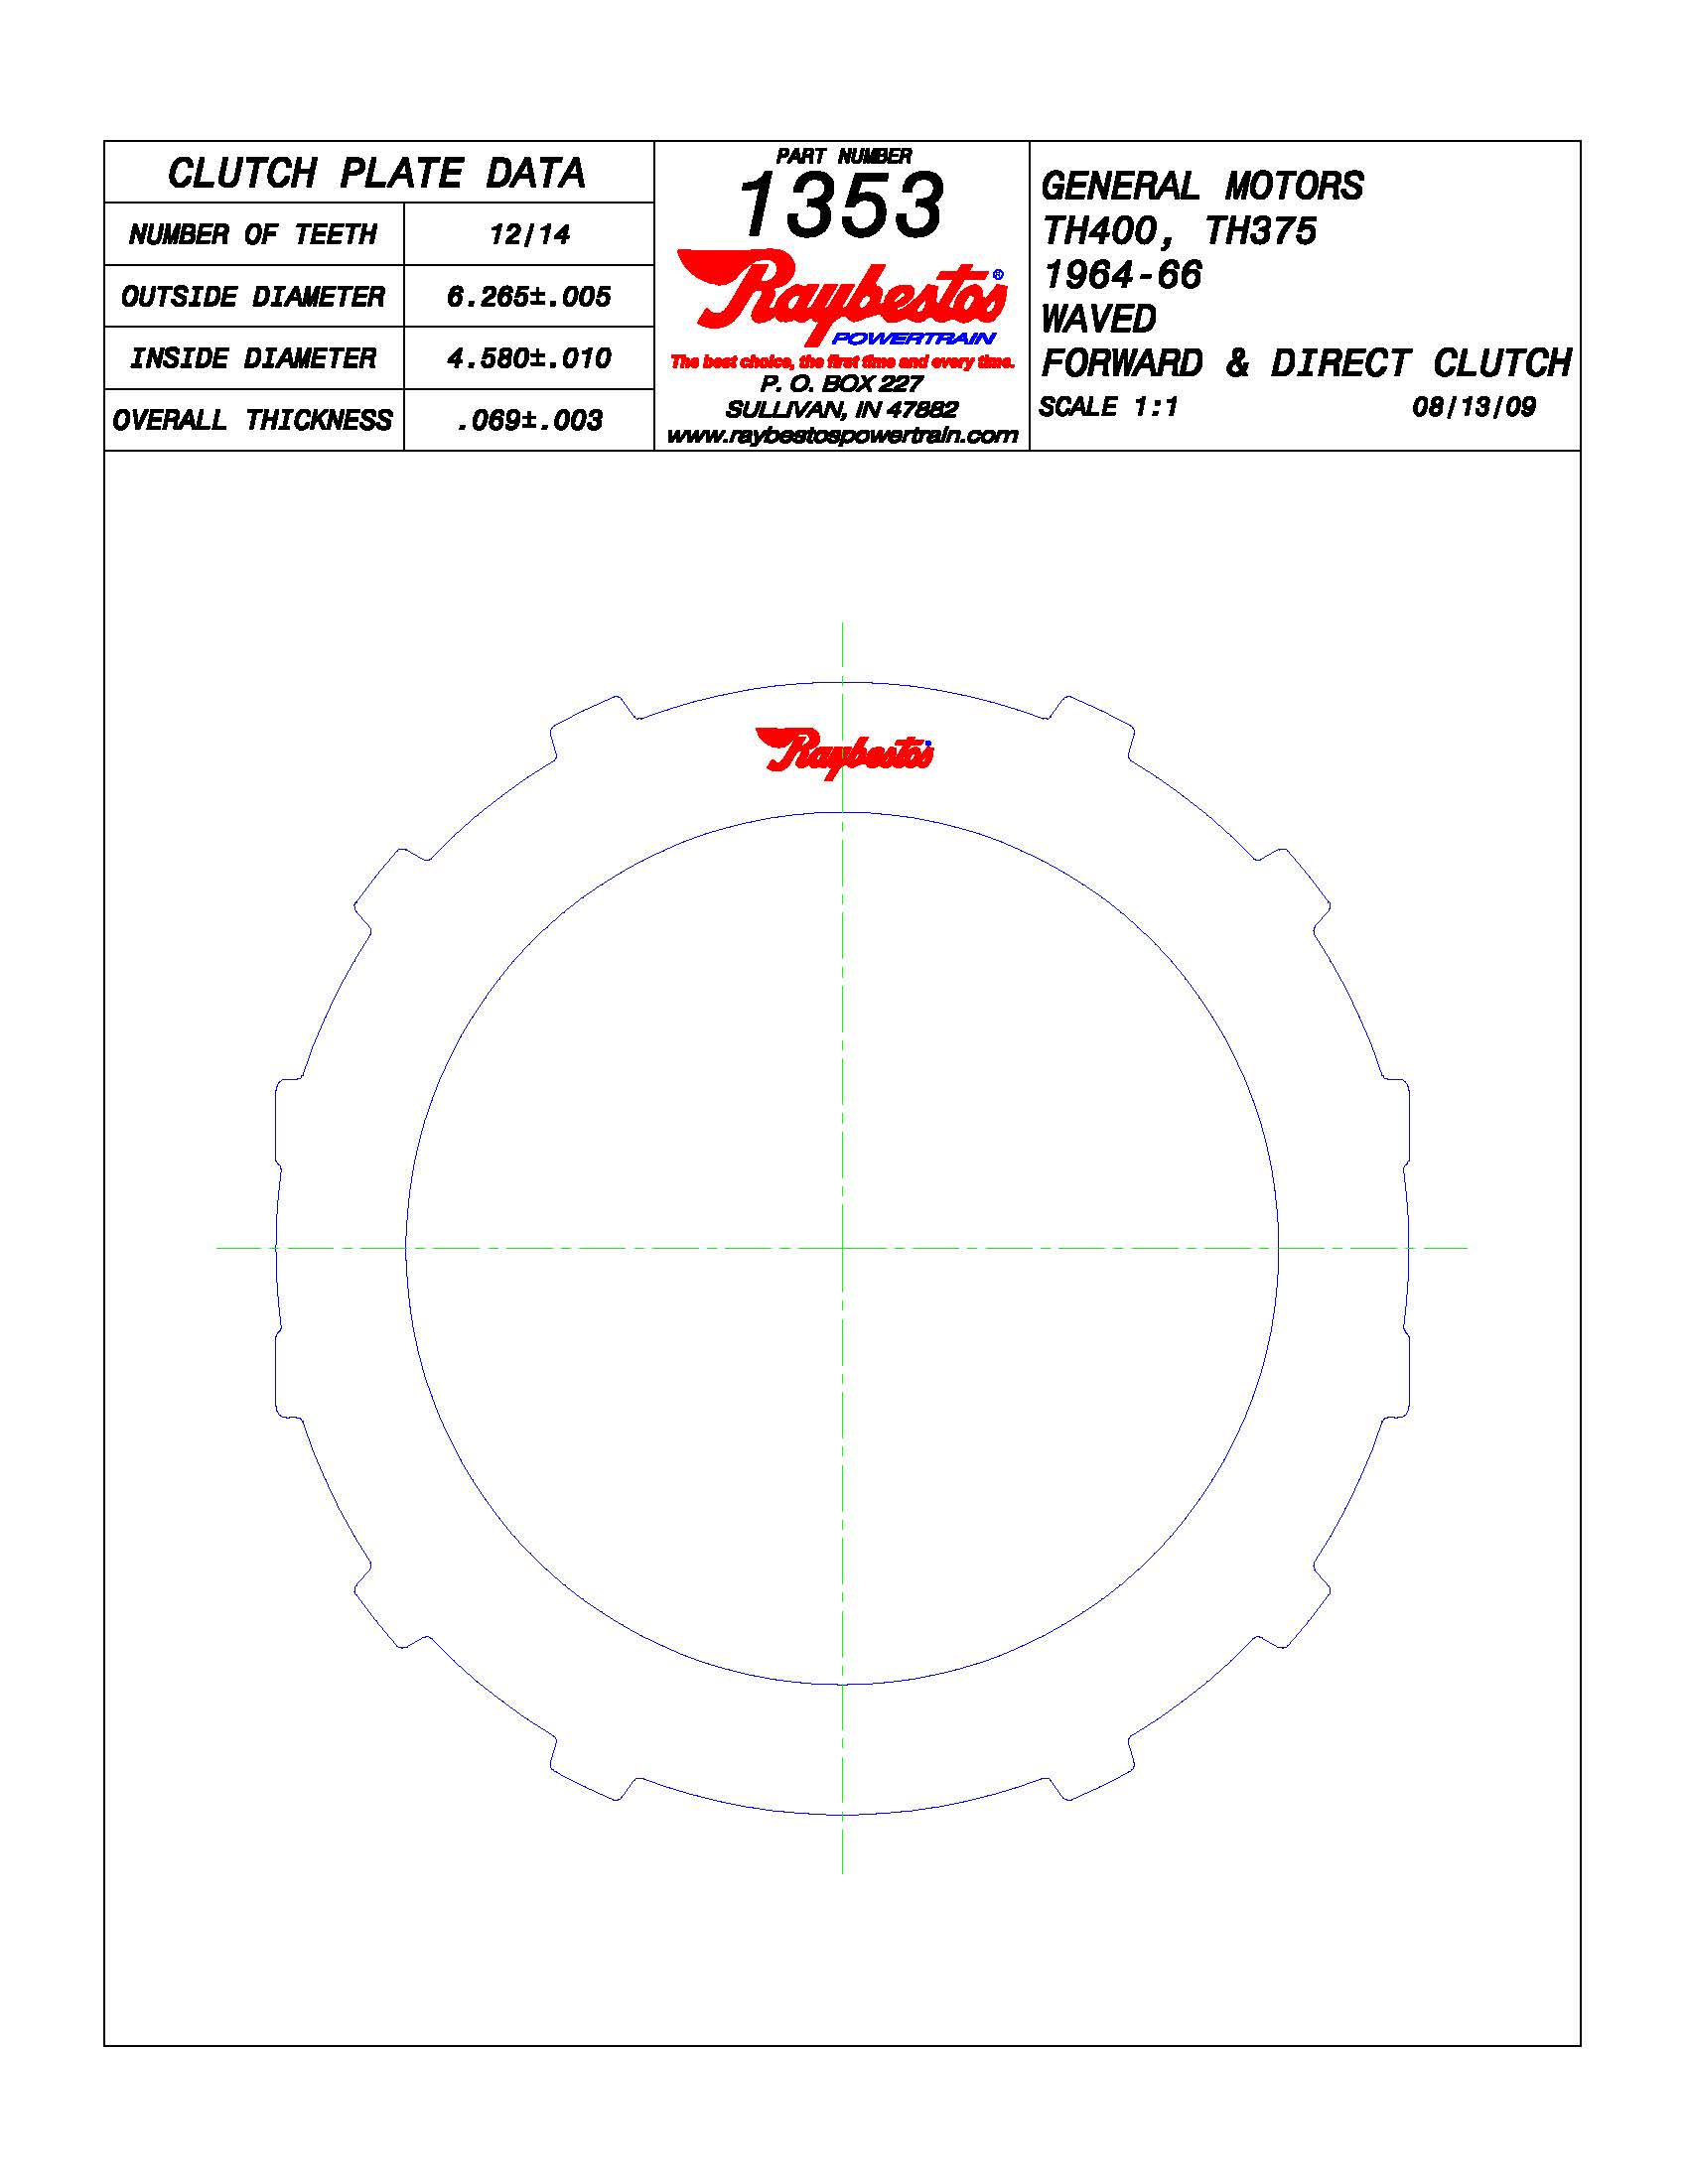 CLUTCH PLATE DATA
NUMBER OF TEETH 12/14
OUTSIDE DIAMETER 6.265±.005
INSIDE DIAMETER 4.580±.010
OVERALL THICKNESS .069±.003
PART NUMBER
1353
Raybestos®
POWERTRAIN
The best choice, the first time and every time.
P. O. BOX 227
SULLIVAN, IN 47882
www.raybestospowertrain.com
GENERAL MOTORS
TH400, TH375
1964-66
WAVED
FORWARD & DIRECT CLUTCH
SCALE 1:1 08/13/09
Raybestos